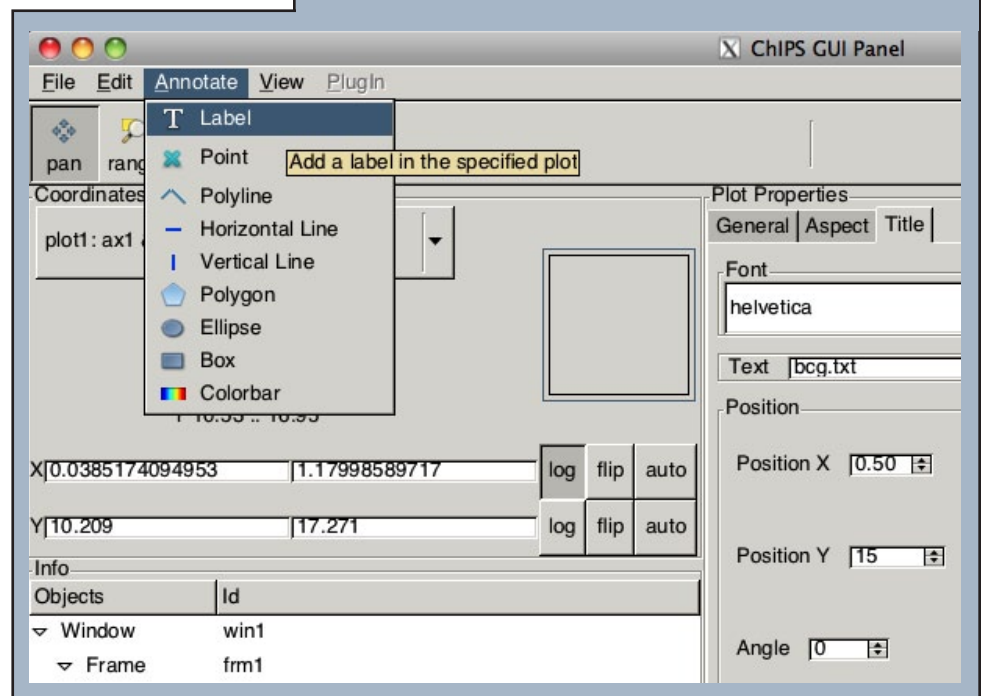 ChIPS GUI Panel
File Edit Annotate View PlugIn
pan
T Label
Point
Add a label in the specified plot
Polyline
Horizontal Line
Vertical Line
Polygon
Ellipse
Box
Colorbar
Coordinates
plot1: ax1
X 0.0385174094953 1.17998589717 log flip auto
Y 10.209 17.271 log flip auto
Info
Objects Id
Window win1
Frame frm1
Plot Properties
General Aspect Title
Font
helvetica
Text bcg.txt
Position
Position X 0.50
Position Y 15
Angle 0